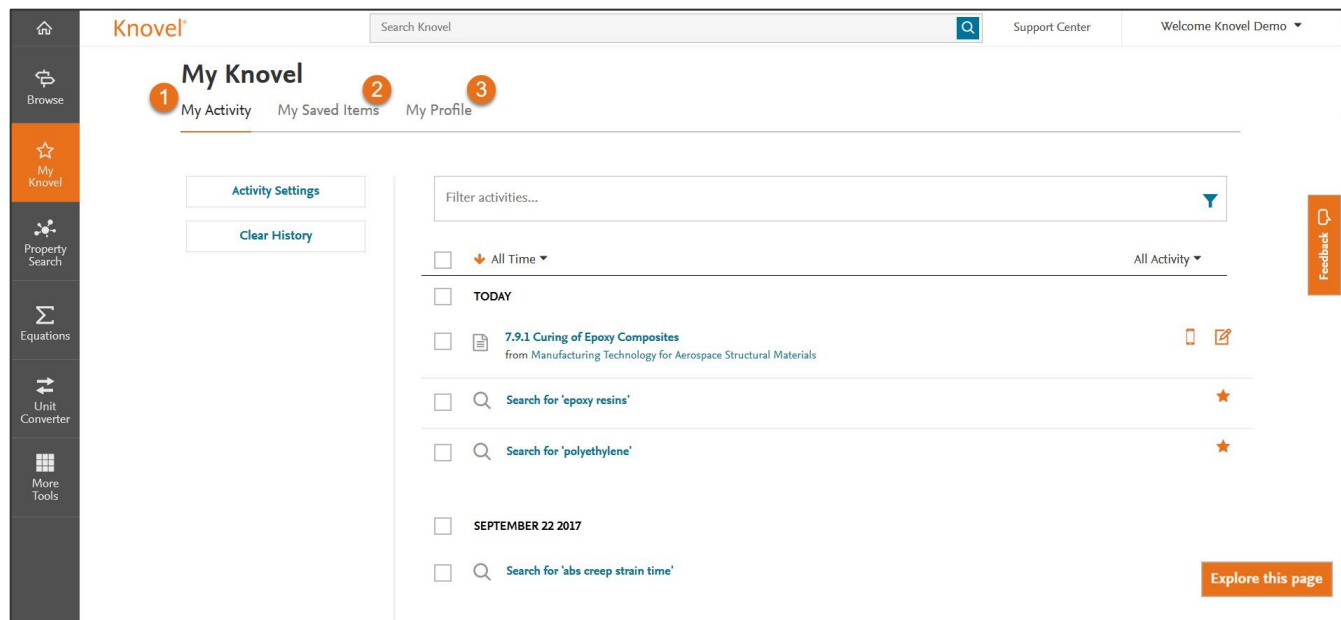 Knovel®
Search Knovel
Support Center
Welcome Knovel Demo
Browse
My
Knovel
Property
Search
Equations
Unit
Converter
More
Tools
My Knovel
1
My Activity
2
My Saved Items
3
My Profile
Activity Settings
Clear History
Filter activities...
All Time
All Activity
TODAY
7.9.1 Curing of Epoxy Composites
from Manufacturing Technology for Aerospace Structural Materials
Search for 'epoxy resins'
Search for 'polyethylene'
SEPTEMBER 22 2017
Search for 'abs creep strain time'
Feedback
Explore this page